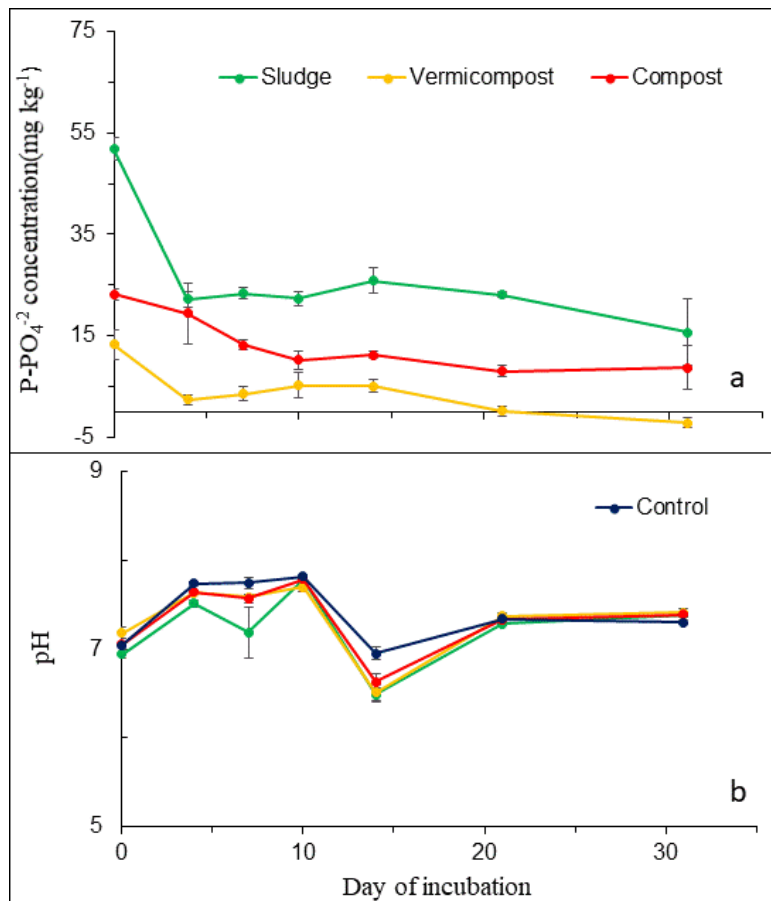 75
Sludge Vermicompost Compost
55
35
15
-5
P-PO₄⁻² concentration(mg kg⁻¹)
a
9
Control
7
pH
5
b
0 10 20 30
Day of incubation